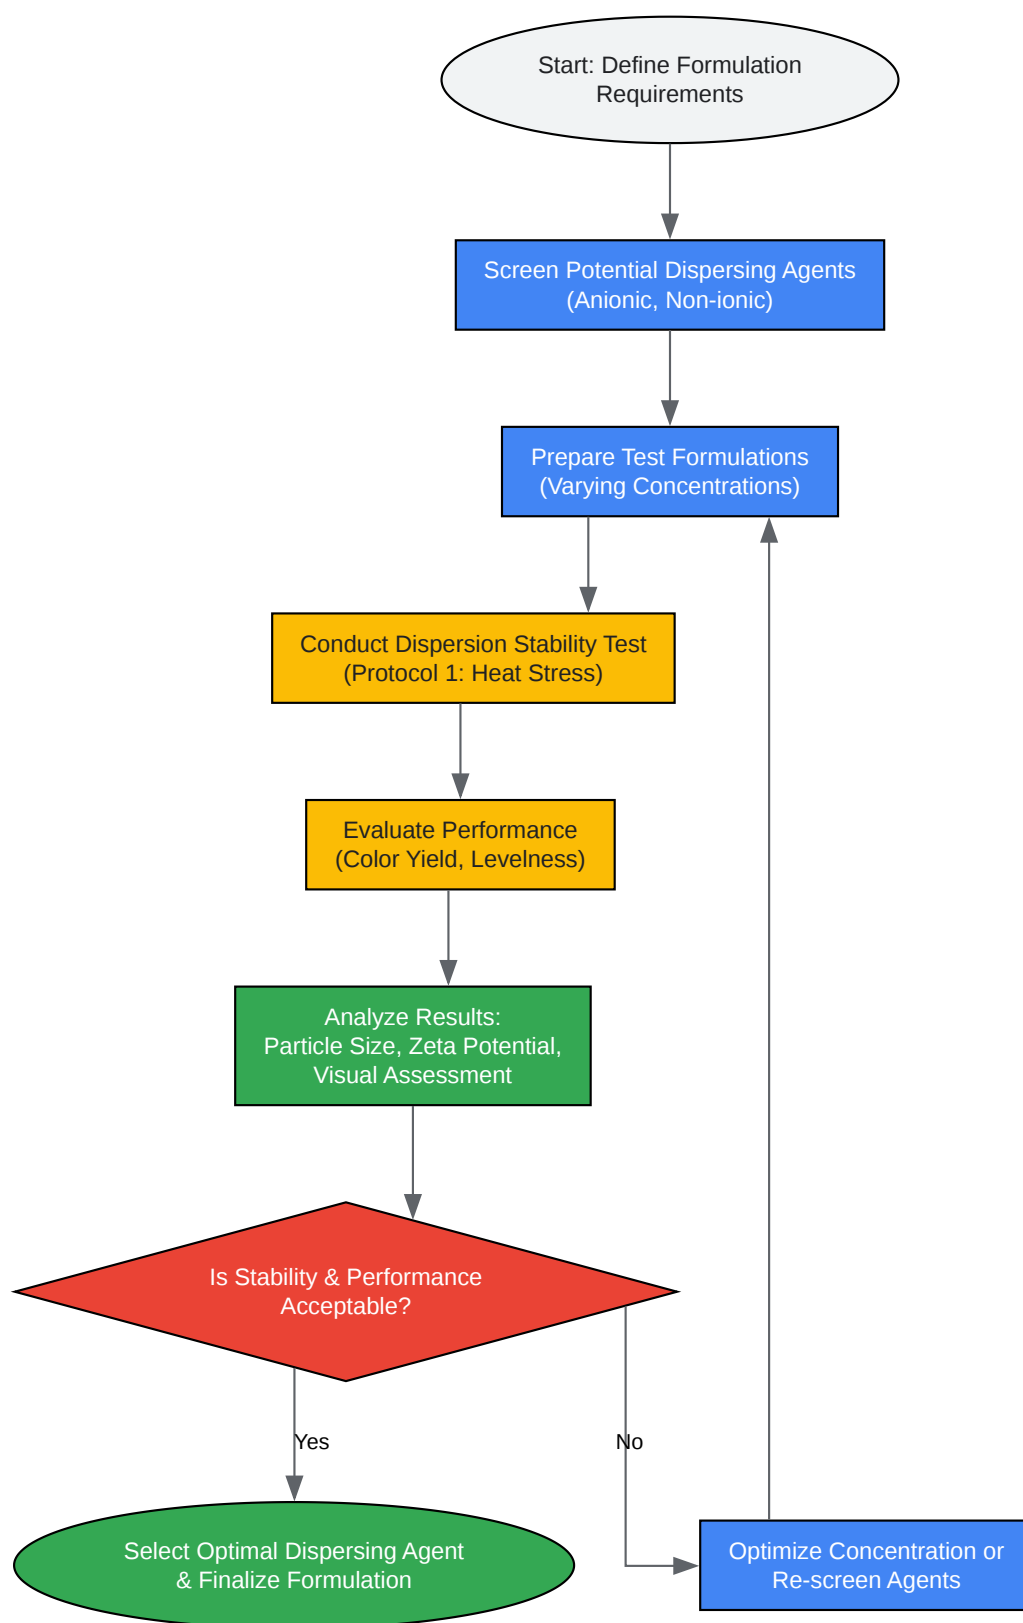 Start: Define Formulation
Requirements
Screen Potential Dispersing Agents
(Anionic, Non-ionic)
Prepare Test Formulations
(Varying Concentrations)
Conduct Dispersion Stability Test
(Protocol 1: Heat Stress)
Evaluate Performance
(Color Yield, Levelness)
Analyze Results:
Particle Size, Zeta Potential,
Visual Assessment
Is Stability & Performance
Acceptable?
Yes
No
Select Optimal Dispersing Agent
& Finalize Formulation
Optimize Concentration or
Re-screen Agents